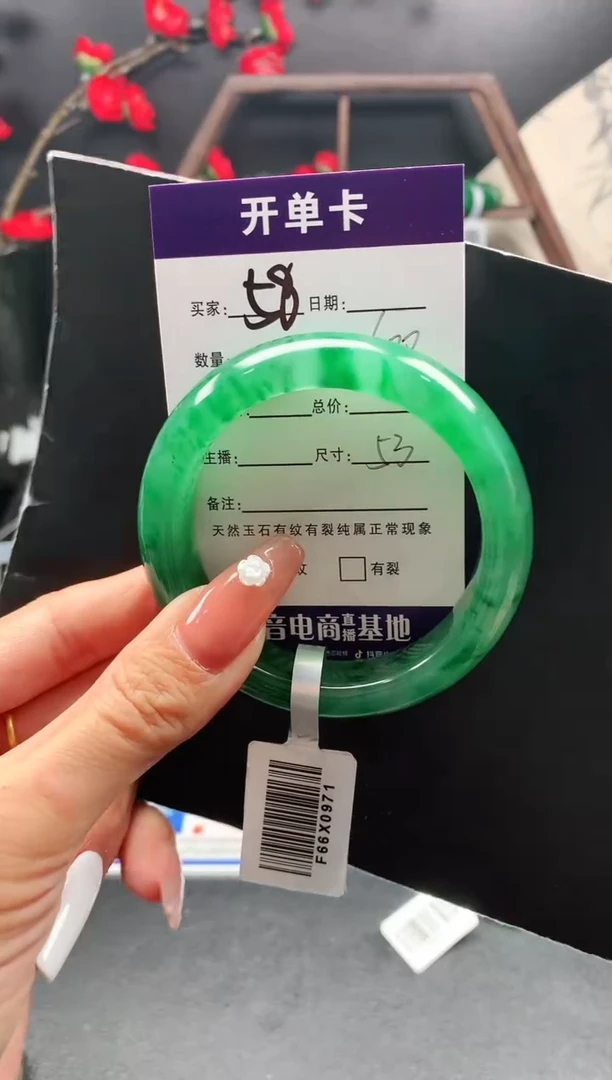 开单卡
买家: 58 日期:
数量
总价:
主播: 尺寸: 53
备注:
天然玉石有纹有裂纯属正常现象
纹 有裂
音电商直播基地
F66X0971